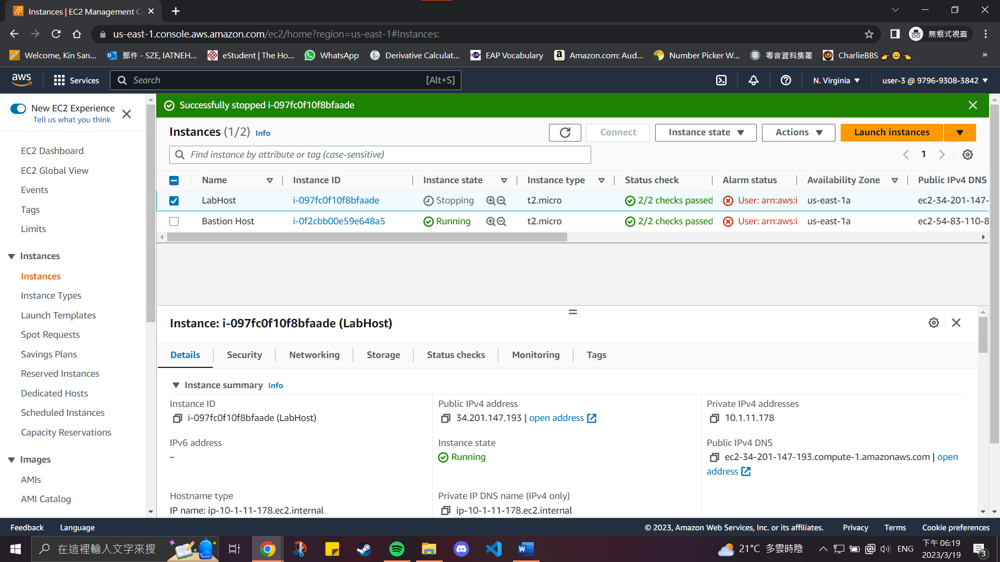 Instances | EC2 Management Co
us-east-1.console.aws.amazon.com/ec2/home?region=us-east-1#Instances:
無痕式視窗
Welcome, Kin San...
郵件 - SZE, IATNEH...
eStudent | The Ho...
WhatsApp
Derivative Calculat...
EAP Vocabulary
Amazon.com: Aud...
Number Picker W...
粵音資料集叢
CharlieBBS 👉😑👈
»
aws
Services
Search
[Alt+S]
N. Virginia
user-3 @ 9796-9308-3842
New EC2 Experience
Tell us what you think
EC2 Dashboard
EC2 Global View
Events
Tags
Limits
Instances
Instances
Instance Types
Launch Templates
Spot Requests
Savings Plans
Reserved Instances
Dedicated Hosts
Scheduled Instances
Capacity Reservations
Images
AMIs
AMI Catalog
Successfully stopped i-097fc0f10f8bfaade
Instances (1/2) Info
Connect
Instance state
Actions
Launch instances
Find instance by attribute or tag (case-sensitive)
1
Name Instance ID Instance state Instance type Status check Alarm status Availability Zone Public IPv4 DNS
LabHost i-097fc0f10f8bfaade Stopping t2.micro 2/2 checks passed User: arn:aws:i us-east-1a ec2-34-201-147-
Bastion Host i-0f2cbb00e59e648a5 Running t2.micro 2/2 checks passed User: arn:aws:i us-east-1a ec2-54-83-110-8
Instance: i-097fc0f10f8bfaade (LabHost)
Details Security Networking Storage Status checks Monitoring Tags
Instance summary Info
Instance ID
i-097fc0f10f8bfaade (LabHost)
Public IPv4 address
34.201.147.193 | open address
Private IPv4 addresses
10.1.11.178
IPv6 address
–
Instance state
Running
Public IPv4 DNS
ec2-34-201-147-193.compute-1.amazonaws.com | open
address
Hostname type
IP name: ip-10-1-11-178.ec2.internal
Private IP DNS name (IPv4 only)
ip-10-1-11-178.ec2.internal
Feedback Language
© 2023, Amazon Web Services, Inc. or its affiliates. Privacy Terms Cookie preferences
在這裡輸入文字來搜
21°C 多雲時陰
ENG
下午 06:19
2023/3/19
3